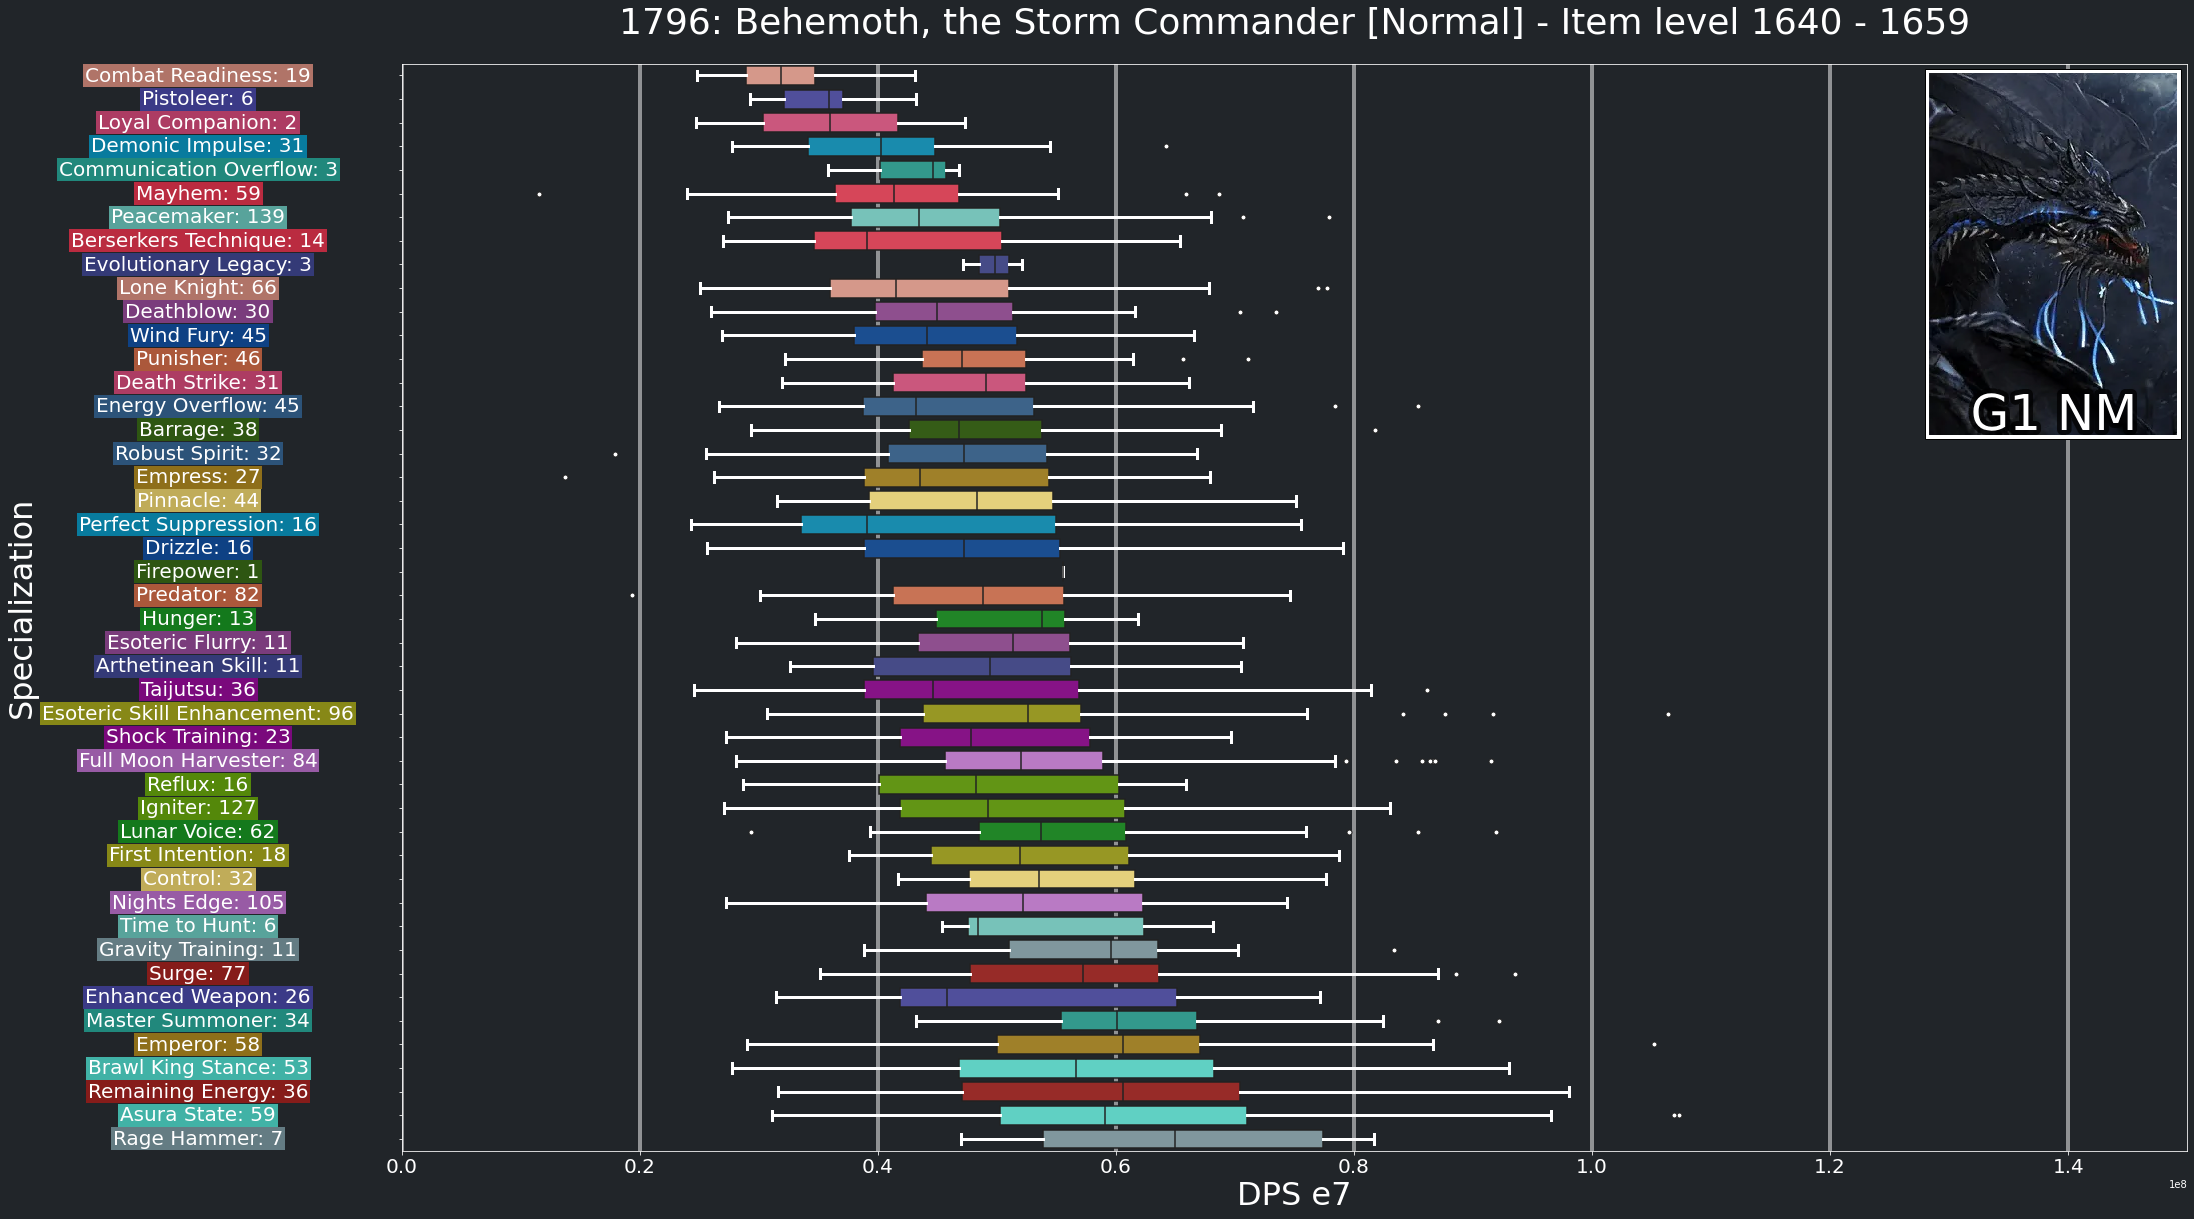 1796: Behemoth, the Storm Commander [Normal] - Item level 1640 - 1659
Combat Readiness: 19
Pistoleer: 6
Loyal Companion: 2
Demonic Impulse: 31
Communication Overflow: 3
Mayhem: 59
Peacemaker: 139
Berserkers Technique: 14
Evolutionary Legacy: 3
Lone Knight: 66
Deathblow: 30
Wind Fury: 45
Punisher: 46
Death Strike: 31
Energy Overflow: 45
Barrage: 38
Robust Spirit: 32
Empress: 27
Pinnacle: 44
Perfect Suppression: 16
Drizzle: 16
Firepower: 1
Predator: 82
Hunger: 13
Esoteric Flurry: 11
Arthetinean Skill: 11
Taijutsu: 36
Esoteric Skill Enhancement: 96
Shock Training: 23
Full Moon Harvester: 84
Reflux: 16
Igniter: 127
Lunar Voice: 62
First Intention: 18
Control: 32
Nights Edge: 105
Time to Hunt: 6
Gravity Training: 11
Surge: 77
Enhanced Weapon: 26
Master Summoner: 34
Emperor: 58
Brawl King Stance: 53
Remaining Energy: 36
Asura State: 59
Rage Hammer: 7
Specialization
G1 NM
0.0 0.2 0.4 0.6 0.8 1.0 1.2 1.4
DPS e7
1e8